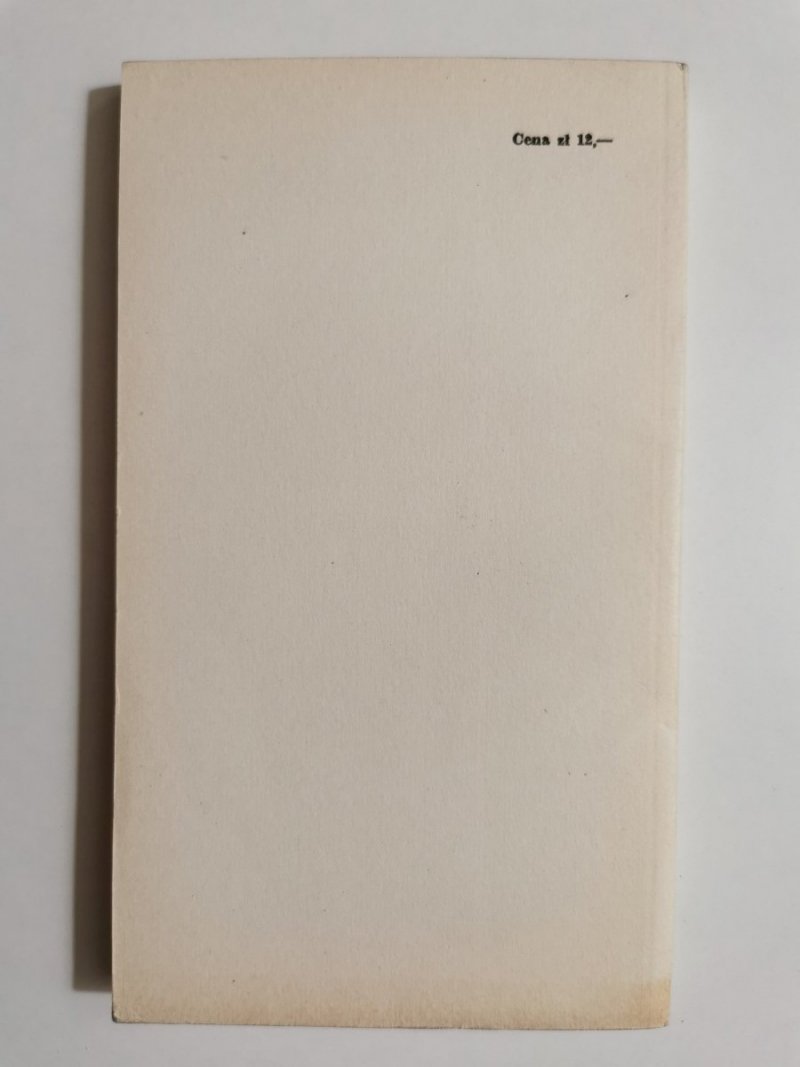 Cena zł 12,—